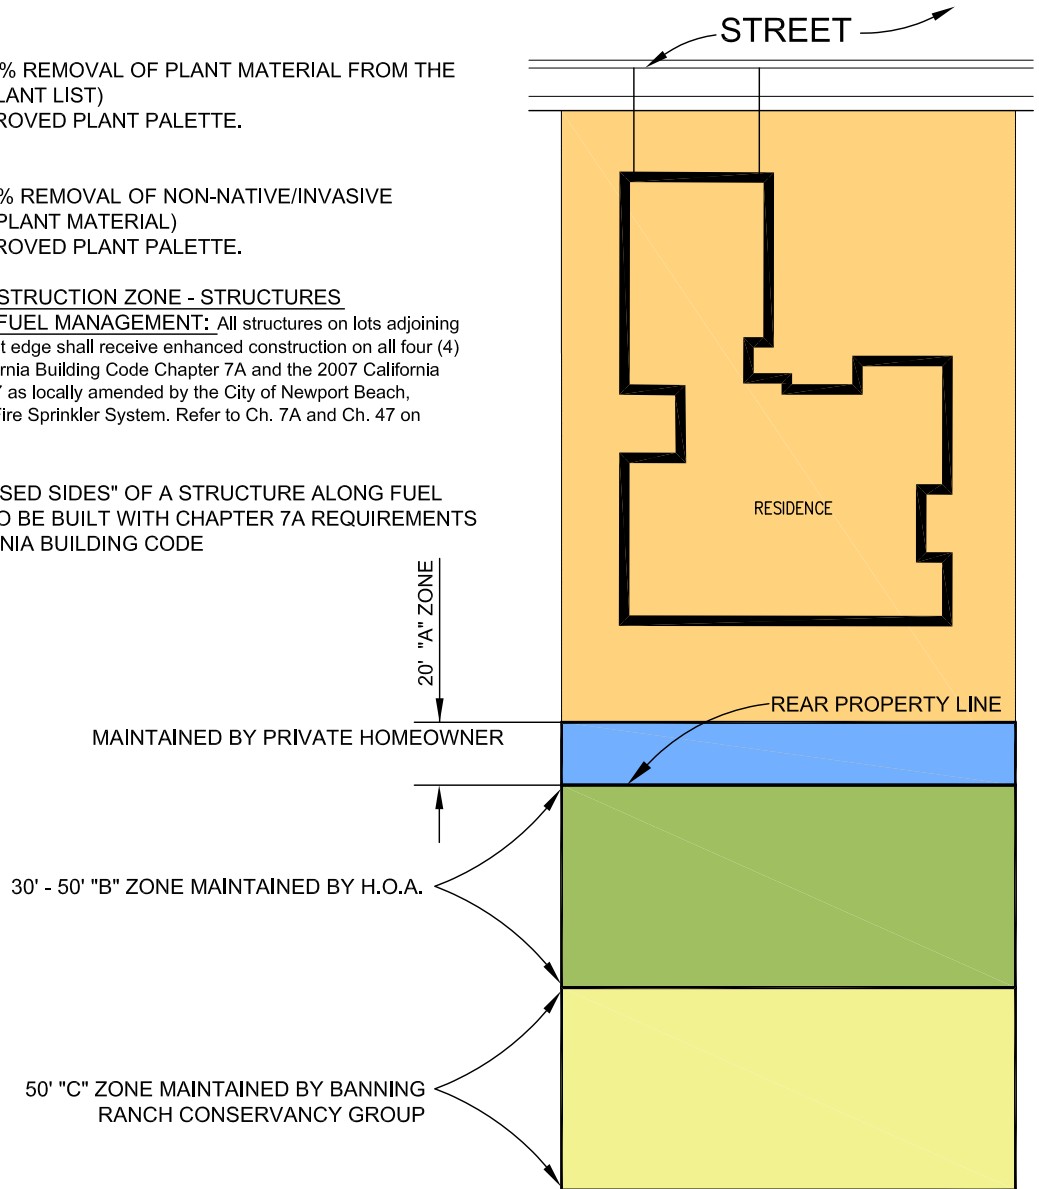 STREET
% REMOVAL OF PLANT MATERIAL FROM THE
LANT LIST)
ROVED PLANT PALETTE.
% REMOVAL OF NON-NATIVE/INVASIVE
PLANT MATERIAL)
ROVED PLANT PALETTE.
STRUCTION ZONE - STRUCTURES
FUEL MANAGEMENT: All structures on lots adjoining
t edge shall receive enhanced construction on all four (4)
rnia Building Code Chapter 7A and the 2007 California
' as locally amended by the City of Newport Beach,
Fire Sprinkler System. Refer to Ch. 7A and Ch. 47 on
SED SIDES" OF A STRUCTURE ALONG FUEL
O BE BUILT WITH CHAPTER 7A REQUIREMENTS
NIA BUILDING CODE
RESIDENCE
20' "A" ZONE
REAR PROPERTY LINE
MAINTAINED BY PRIVATE HOMEOWNER
30' - 50' "B" ZONE MAINTAINED BY H.O.A.
50' "C" ZONE MAINTAINED BY BANNING
RANCH CONSERVANCY GROUP